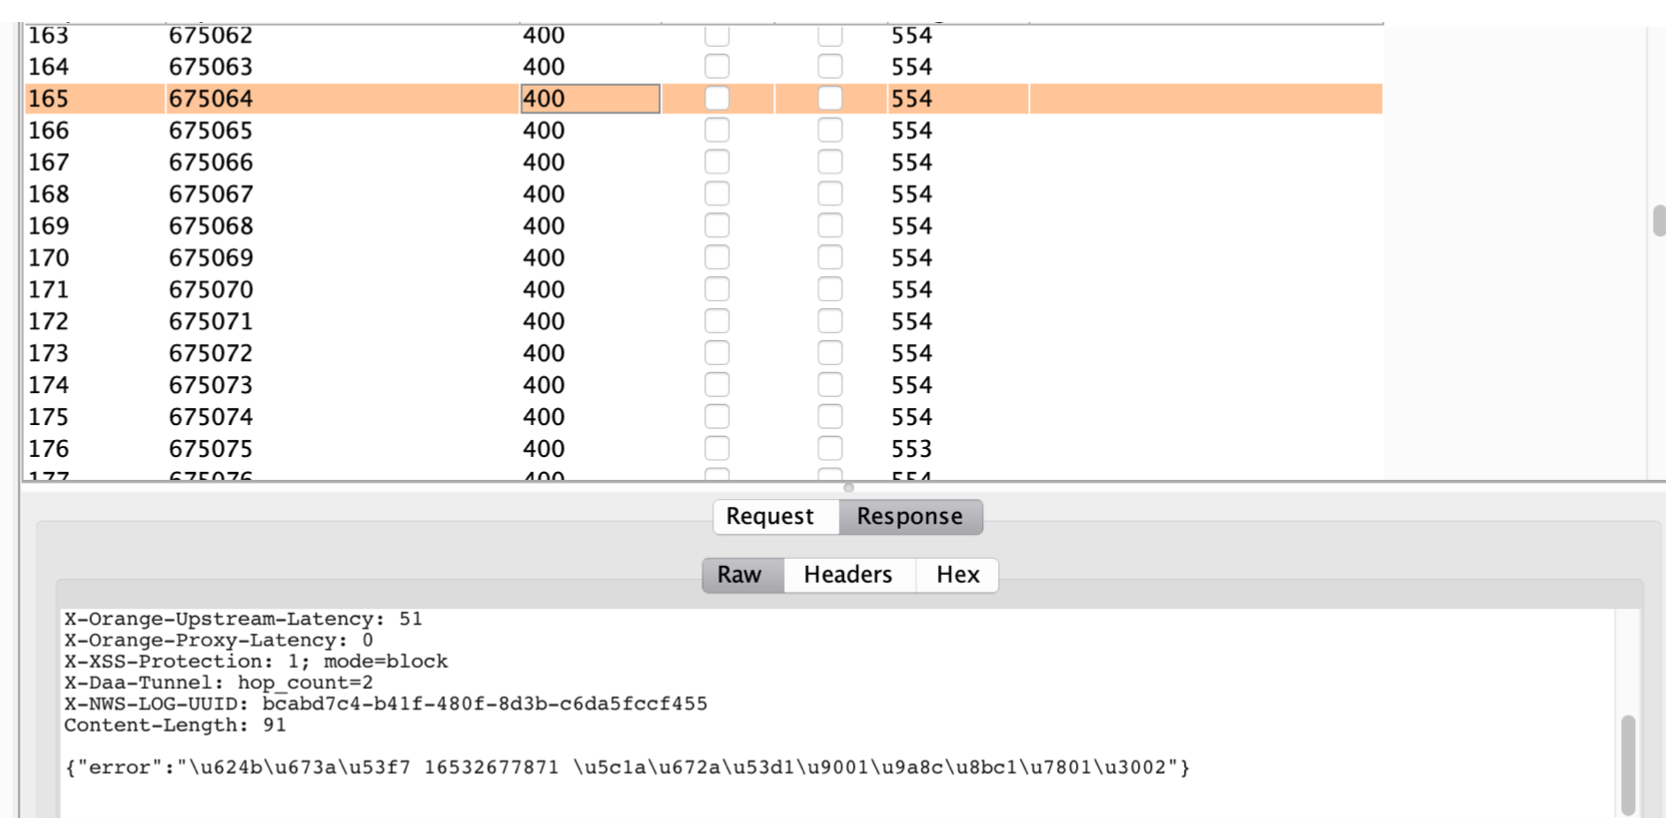 163 675062 400 554
164 675063 400 554
165 675064 400 554
166 675065 400 554
167 675066 400 554
168 675067 400 554
169 675068 400 554
170 675069 400 554
171 675070 400 554
172 675071 400 554
173 675072 400 554
174 675073 400 554
175 675074 400 554
176 675075 400 553
177 675076 400 554
Request Response
Raw Headers Hex
X-Orange-Upstream-Latency: 51
X-Orange-Proxy-Latency: 0
X-XSS-Protection: 1; mode=block
X-Daa-Tunnel: hop_count=2
X-NWS-LOG-UUID: bcabd7c4-b41f-480f-8d3b-c6da5fccf455
Content-Length: 91
{"error":"\u624b\u673a\u53f7 16532677871 \u5c1a\u672a\u53d1\u9001\u9a8c\u8bc1\u7801\u3002"}